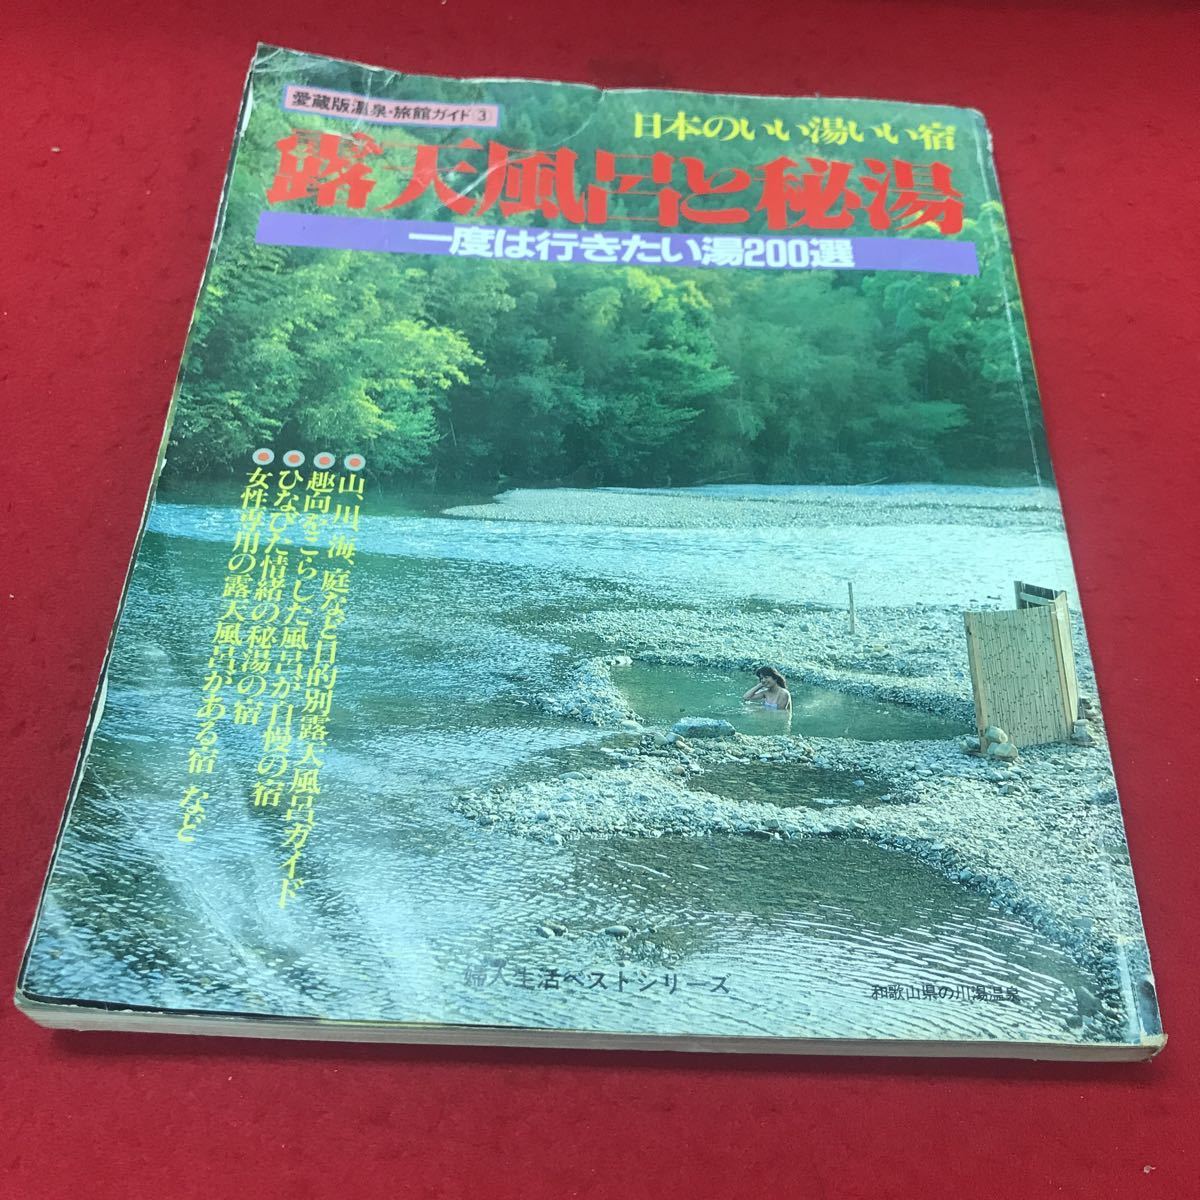 愛蔵版温泉・旅館ガイド③
日本のいい湯いい宿
露天風呂と秘湯
一度は行きたい湯200選
山、川、海、庭など目的別露天風呂ガイド
趣向をこらした風呂が自慢の宿
ひなびた情緒の秘湯の宿
女性専用の露天風呂がある宿 など
婦人生活ベストシリーズ
和歌山県の川湯温泉